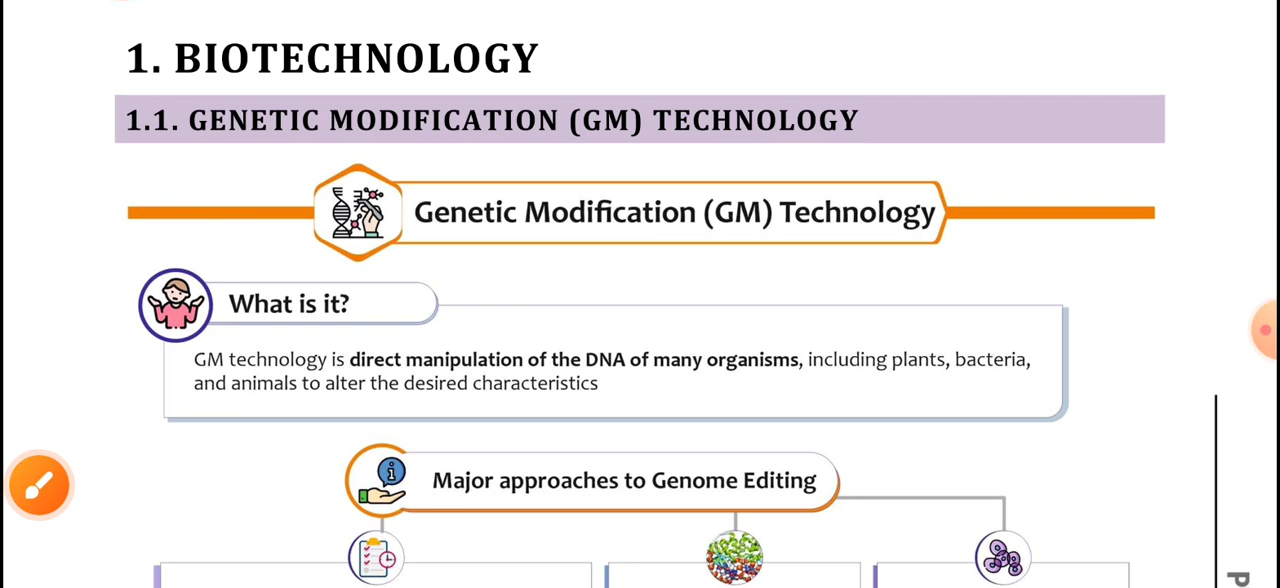 1. BIOTECHNOLOGY
1.1. GENETIC MODIFICATION (GM) TECHNOLOGY
Genetic Modification (GM) Technology
What is it?
GM technology is direct manipulation of the DNA of many organisms, including plants, bacteria,
and animals to alter the desired characteristics
Major approaches to Genome Editing
P